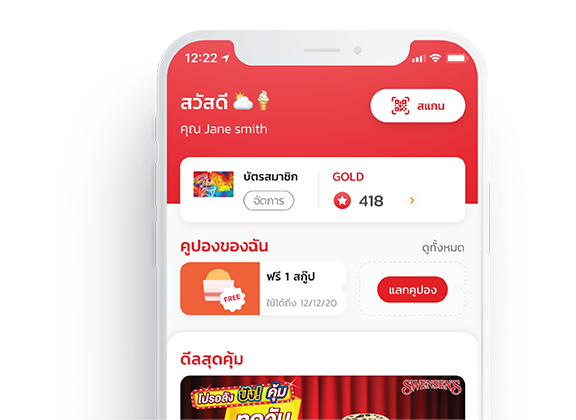 12:22
สวัสดี
สแกน
คุณ Jane smith
บัตรสมาชิก
GOLD
จัดการ
418
คูปองของฉัน
ดูทั้งหมด
ฟรี 1 สกู๊ป
FREE
ใช้ได้ถึง 12/12/20
แลกคูปอง
ดีลสุดคุ้ม
โปรอลัง ปัง! คุ้ม
SWENSEN'S